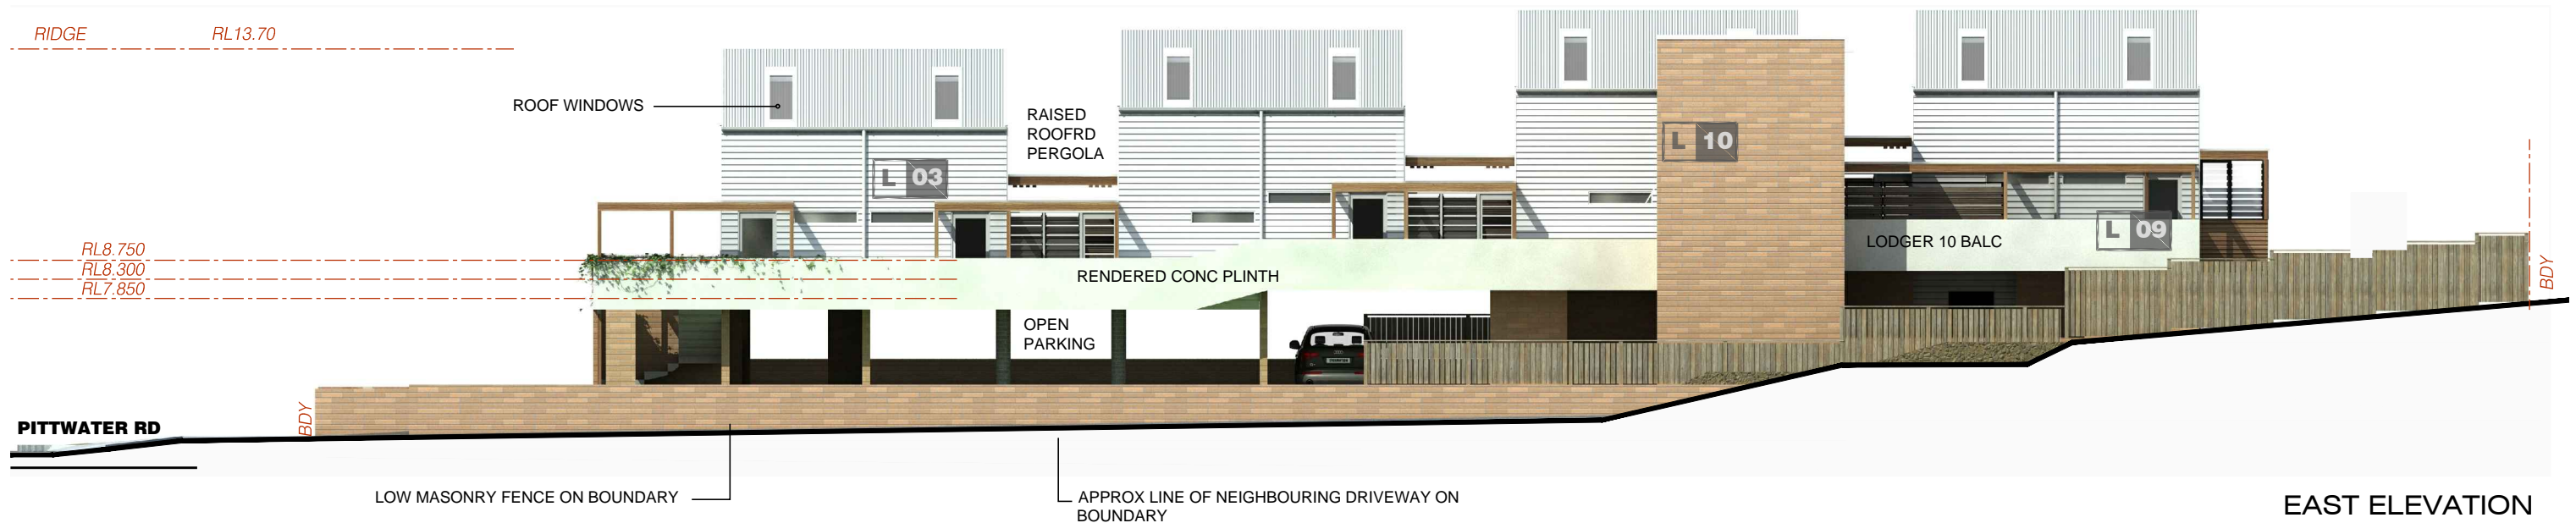 RIDGE RL13.70
ROOF WINDOWS
RAISED
ROOFRD
PERGOLA
L 03
L 10
L 09
LODGER 10 BALC
RL8.750
RL8.300
RL7.850
RENDERED CONC PLINTH
OPEN
PARKING
BDY
BDY
PITTWATER RD
LOW MASONRY FENCE ON BOUNDARY
APPROX LINE OF NEIGHBOURING DRIVEWAY ON
BOUNDARY
EAST ELEVATION